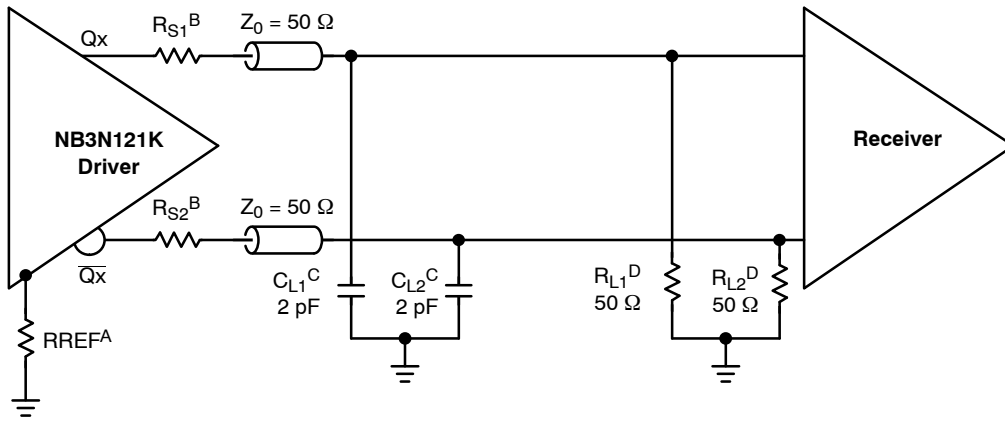 Qx
R_S1^B
Z_0 = 50 Ω
NB3N121K
Driver
Receiver
R_S2^B
Z_0 = 50 Ω
Q̅x̅
C_L1^C
2 pF
C_L2^C
2 pF
R_L1^D
50 Ω
R_L2^D
50 Ω
RREF^A